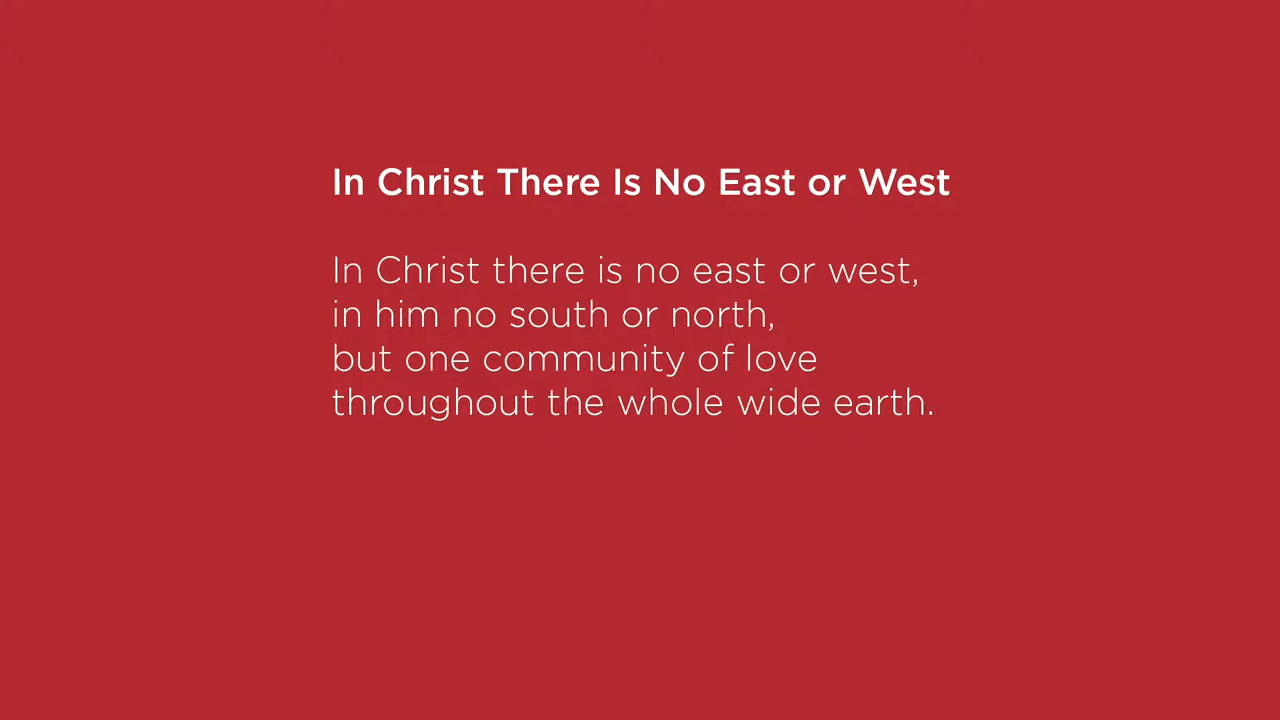 In Christ There Is No East or West
In Christ there is no east or west,
in him no south or north,
but one community of love
throughout the whole wide earth.